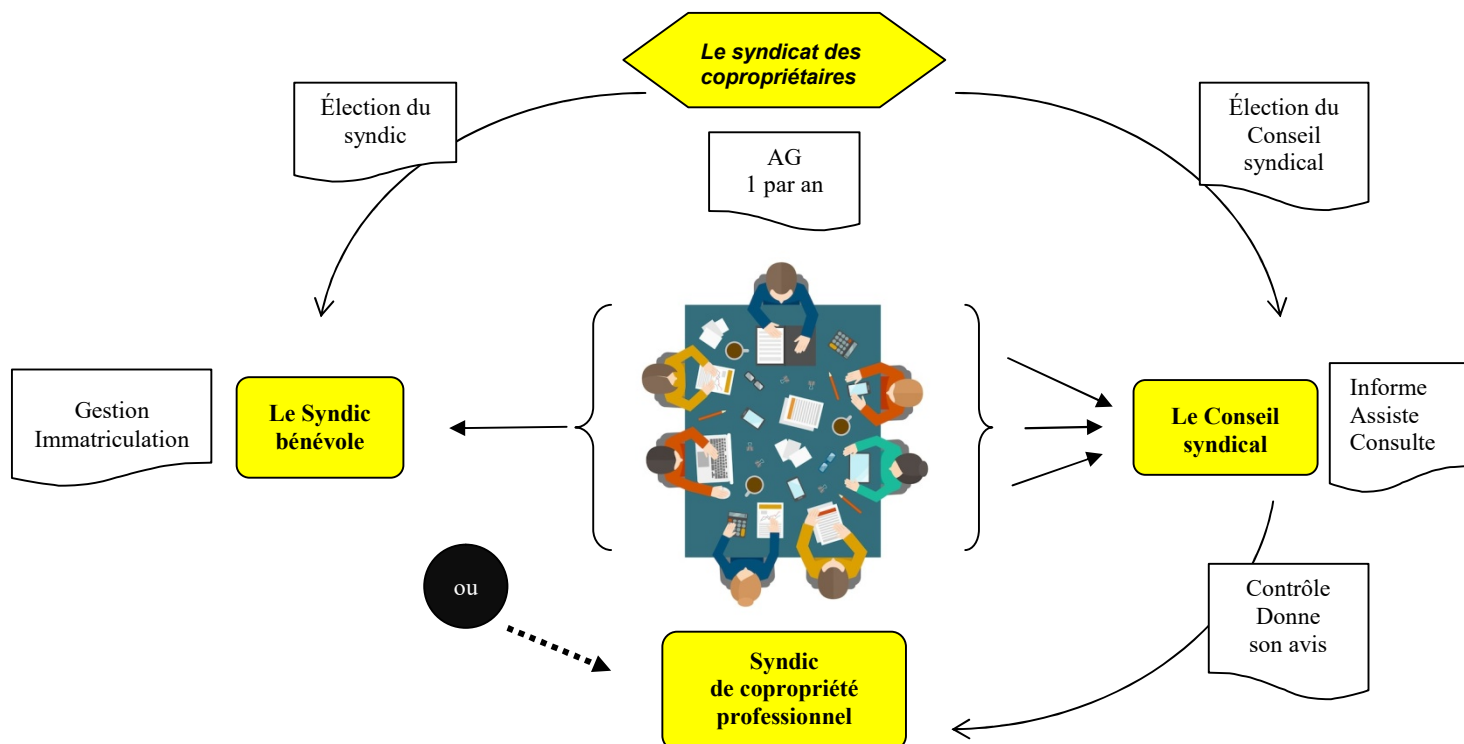 Le syndicat des
copropriétaires
Élection du
syndic
AG
1 par an
Élection du
Conseil
syndical
Gestion
Immatriculation
Le Syndic
bénévole
Le Conseil
syndical
Informe
Assiste
Consulte
ou
Contrôle
Donne
son avis
Syndic
de copropriété
professionnel